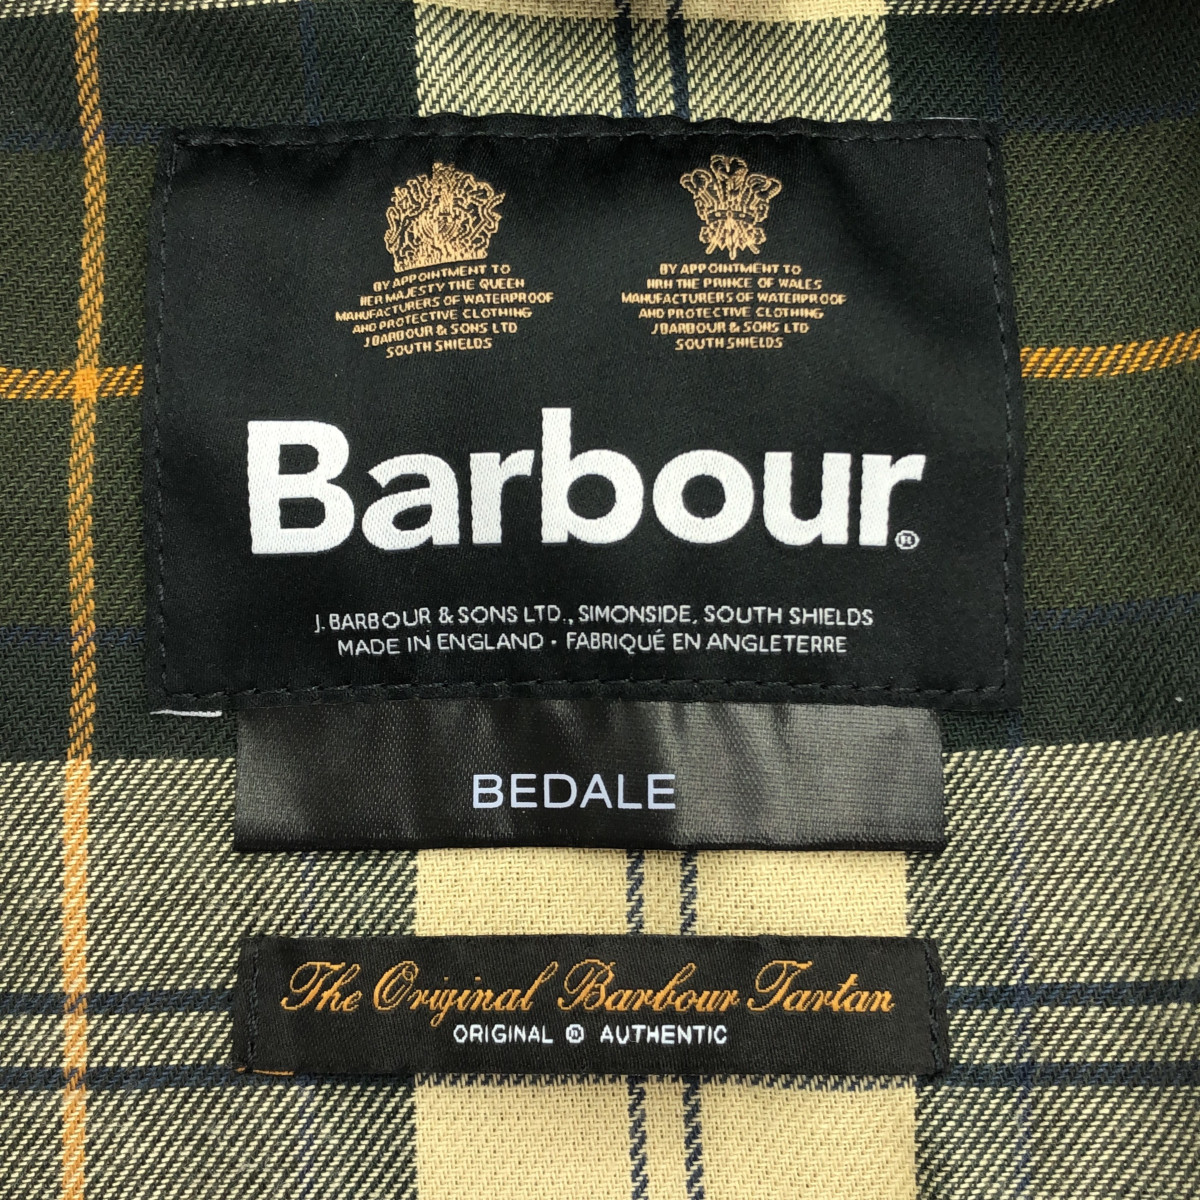 BY APPOINTMENT TO
HER MAJESTY THE QUEEN
MANUFACTURERS OF WATERPROOF
AND PROTECTIVE CLOTHING
J BARBOUR & SONS LTD
SOUTH SHIELDS
BY APPOINTMENT TO
HRH THE PRINCE OF WALES
MANUFACTURERS OF WATERPROOF
AND PROTECTIVE CLOTHING
J BARBOUR & SONS LTD
SOUTH SHIELDS
Barbour®
J. BARBOUR & SONS LTD., SIMONSIDE, SOUTH SHIELDS
MADE IN ENGLAND · FABRIQUÉ EN ANGLETERRE
BEDALE
The Original Barbour Tartan
ORIGINAL ® AUTHENTIC